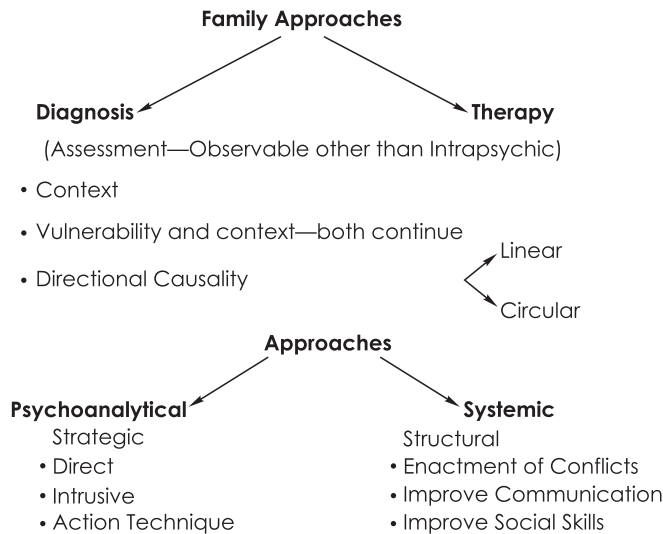 Family Approaches
Diagnosis
Therapy
(Assessment—Observable other than Intrapsychic)
• Context
• Vulnerability and context—both continue
Linear
• Directional Causality
Circular
Approaches
Psychoanalytical
Strategic
• Direct
• Intrusive
• Action Technique
Systemic
Structural
• Enactment of Conflicts
• Improve Communication
• Improve Social Skills